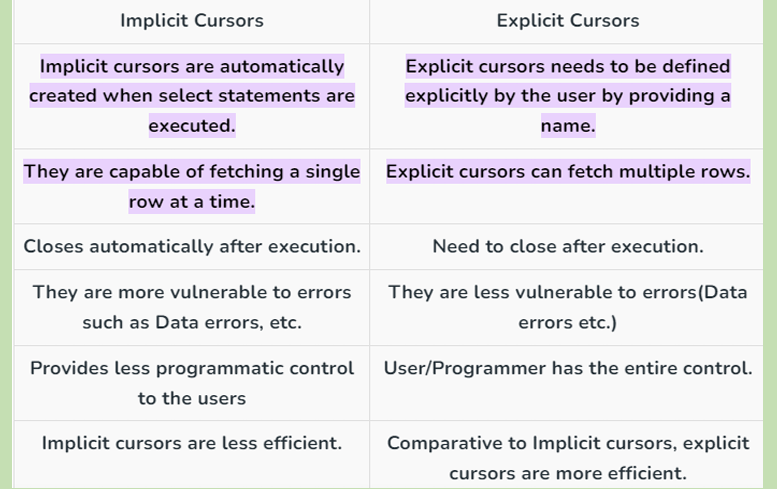 Implicit Cursors
Explicit Cursors
Implicit cursors are automatically
created when select statements are
executed.
Explicit cursors needs to be defined
explicitly by the user by providing a
name.
They are capable of fetching a single
row at a time.
Explicit cursors can fetch multiple rows.
Closes automatically after execution.
Need to close after execution.
They are more vulnerable to errors
such as Data errors, etc.
They are less vulnerable to errors(Data
errors etc.)
Provides less programmatic control
to the users
User/Programmer has the entire control.
Implicit cursors are less efficient.
Comparative to Implicit cursors, explicit
cursors are more efficient.